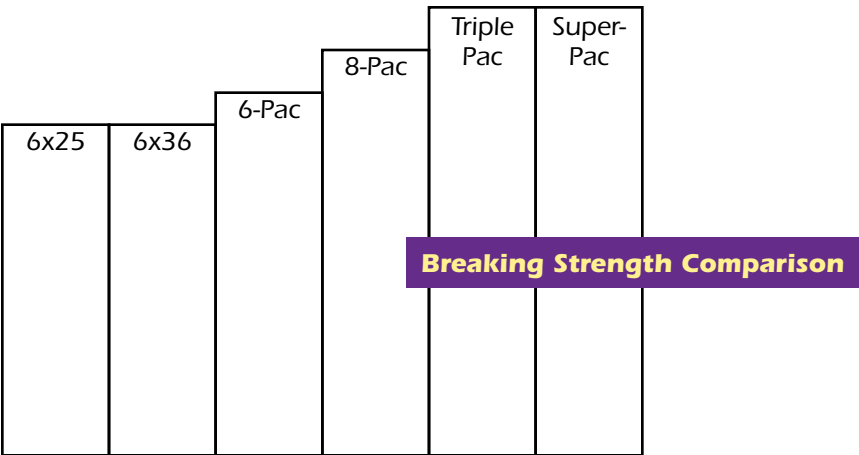 6x25
6x36
6-Pac
8-Pac
Triple
Pac
Super-
Pac
Breaking Strength Comparison